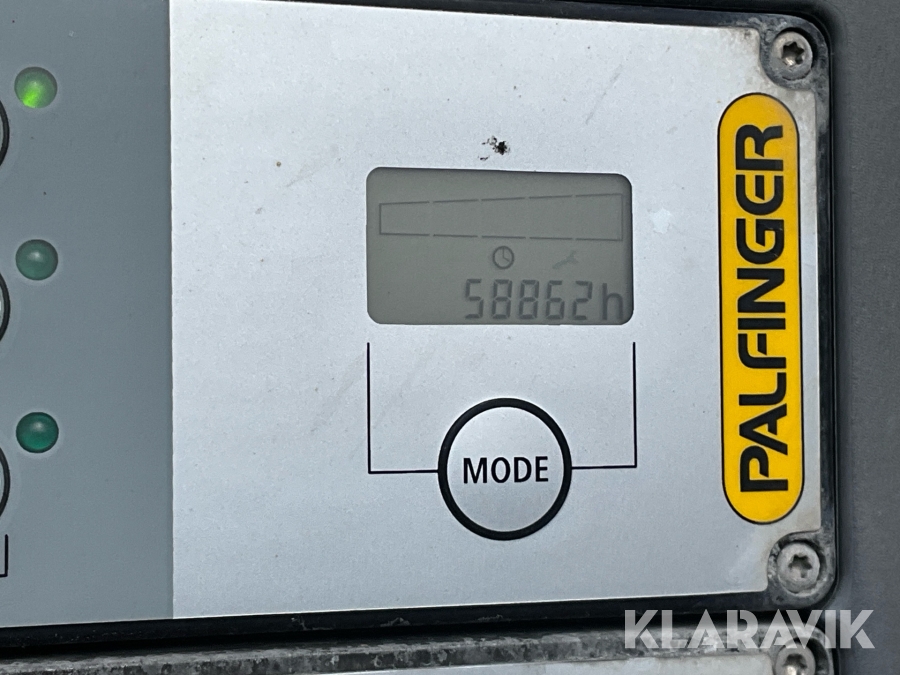 58862h
MODE
PALFINGER
KLARAVIK